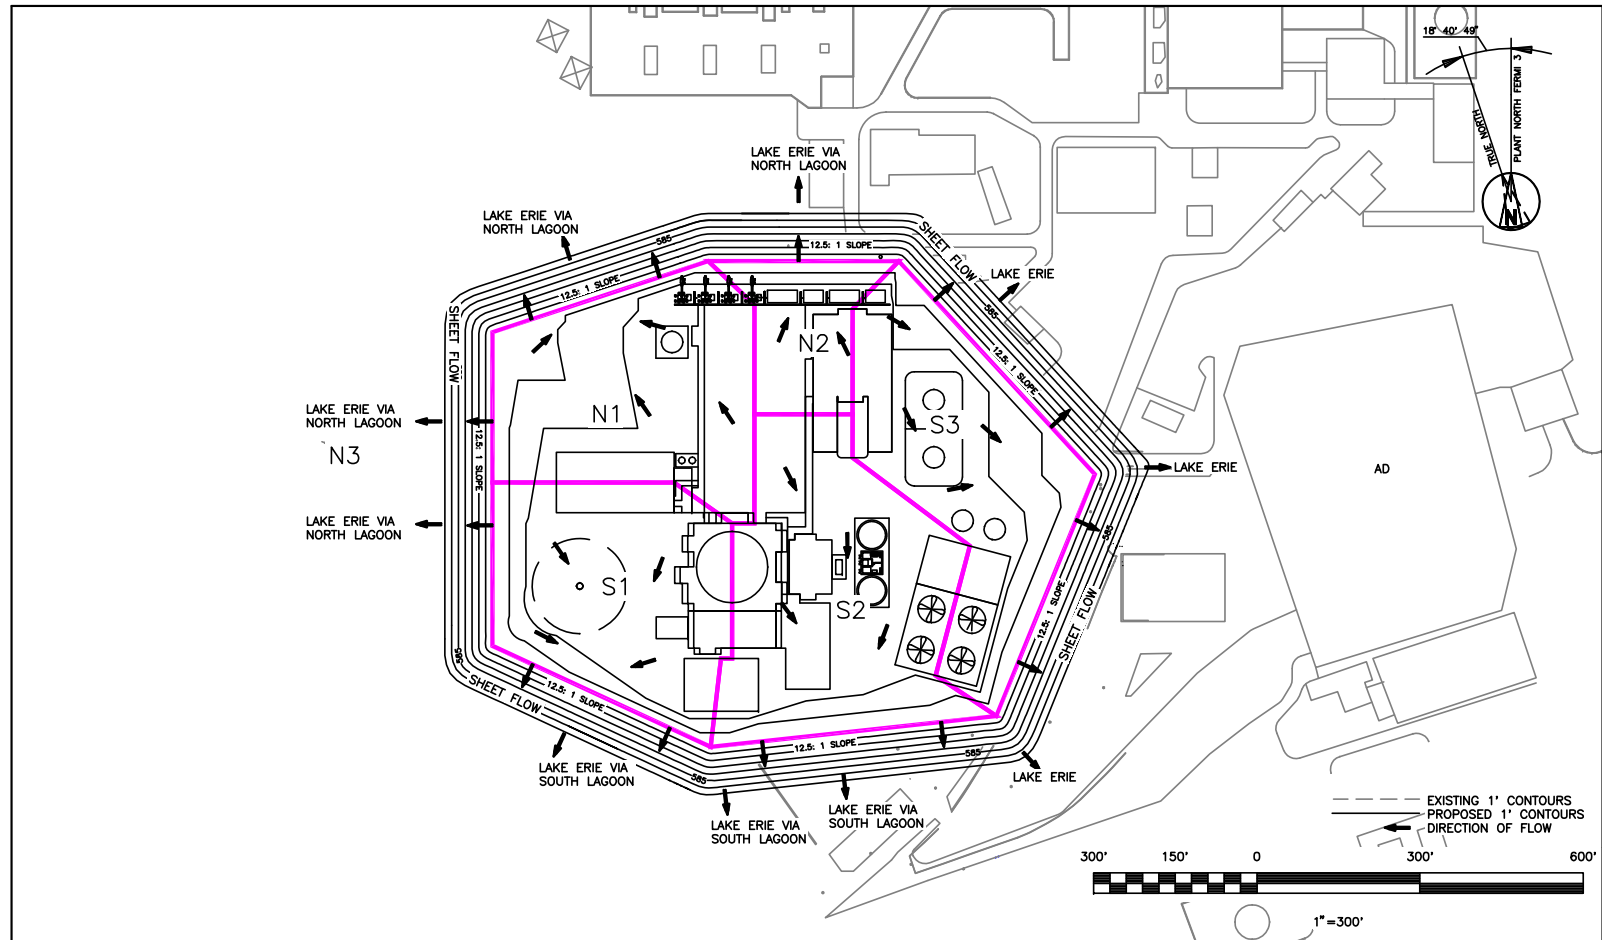 18° 40' 49"
TRUE NORTH
PLANT NORTH FERMI 3
N
LAKE ERIE VIA
NORTH LAGOON
LAKE ERIE VIA
NORTH LAGOON
585
12.5: 1 SLOPE
SHEET FLOW
LAKE ERIE
12.5: 1 SLOPE
585
SHEET FLOW
N2
12.5: 1 SLOPE
LAKE ERIE VIA
NORTH LAGOON
N1
S3
N3
12.5: 1 SLOPE
LAKE ERIE
AD
LAKE ERIE VIA
NORTH LAGOON
585
S1
S2
12.5: 1 SLOPE
SHEET FLOW
585
SHEET FLOW
12.5: 1 SLOPE
12.5: 1 SLOPE
585
585
LAKE ERIE VIA
SOUTH LAGOON
LAKE ERIE
LAKE ERIE VIA
SOUTH LAGOON
LAKE ERIE VIA
SOUTH LAGOON
EXISTING 1' CONTOURS
PROPOSED 1' CONTOURS
DIRECTION OF FLOW
300' 150' 0 300' 600'
1"=300'